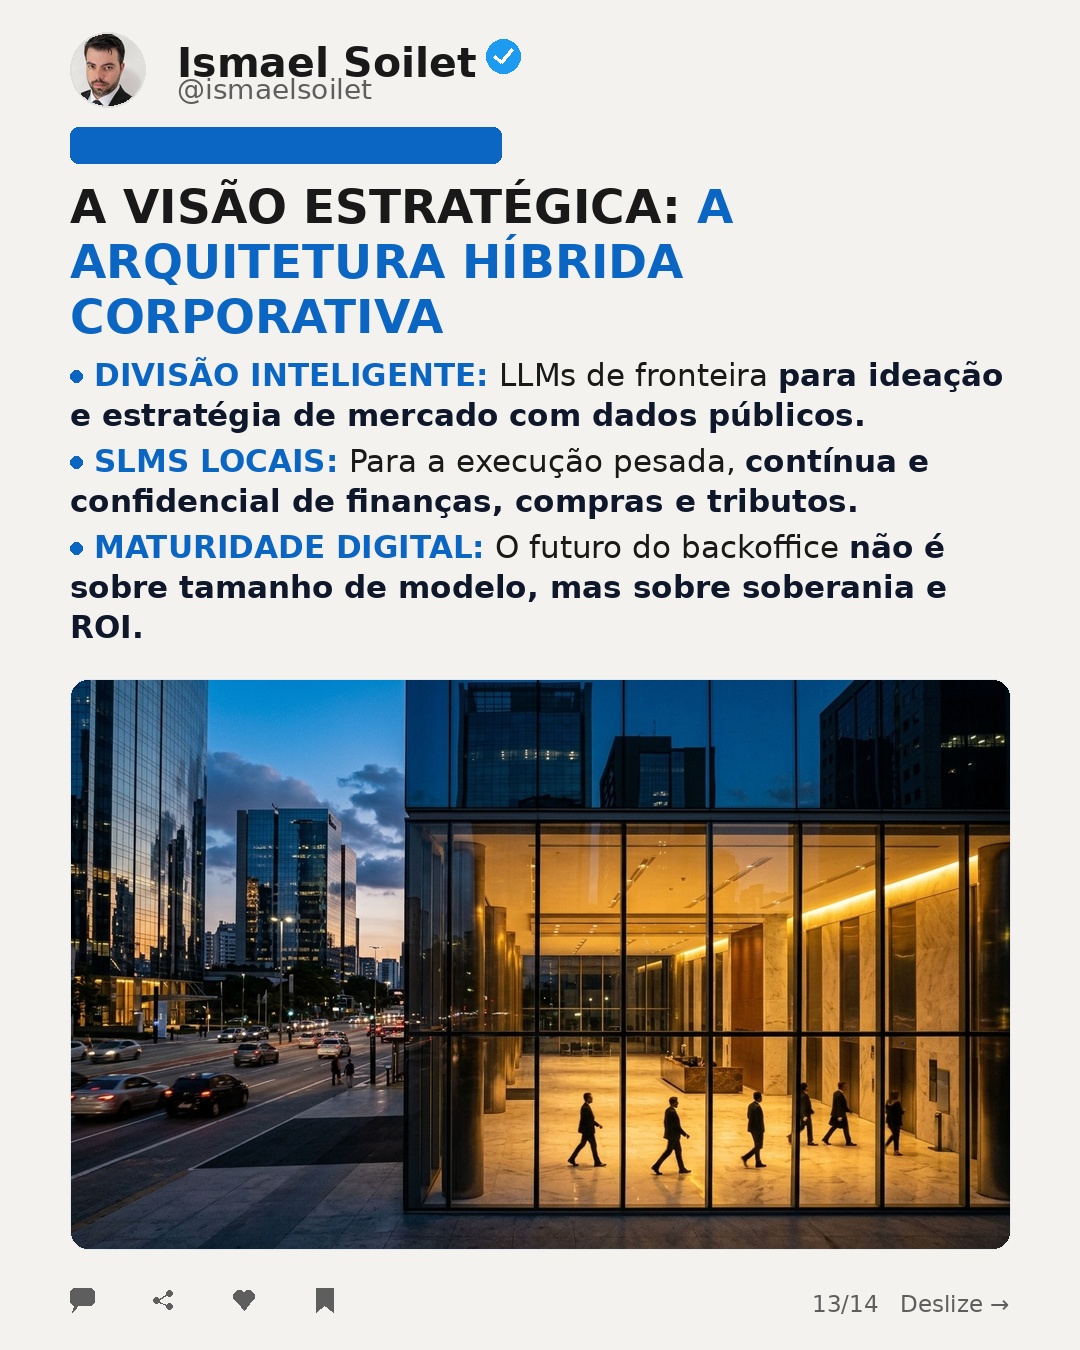 Ismael Soilet
@ismaelsoilet
A VISÃO ESTRATÉGICA: A
ARQUITETURA HÍBRIDA
CORPORATIVA
• DIVISÃO INTELIGENTE: LLMs de fronteira para ideação
e estratégia de mercado com dados públicos.
• SLMS LOCAIS: Para a execução pesada, contínua e
confidencial de finanças, compras e tributos.
• MATURIDADE DIGITAL: O futuro do backoffice não é
sobre tamanho de modelo, mas sobre soberania e
ROI.
13/14 Deslize →